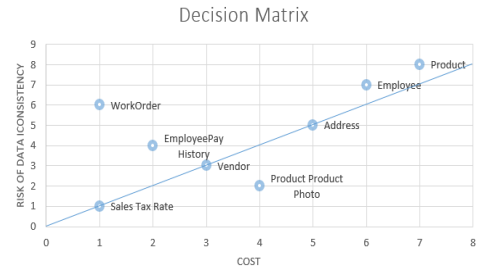 Decision Matrix
RISK OF DATA ICONSISTENCY
9
8
7
6
5
4
3
2
1
0
Product
Employee
WorkOrder
Address
EmployeePay
History
Vendor
Product Product
Photo
Sales Tax Rate
0 1 2 3 4 5 6 7 8
COST